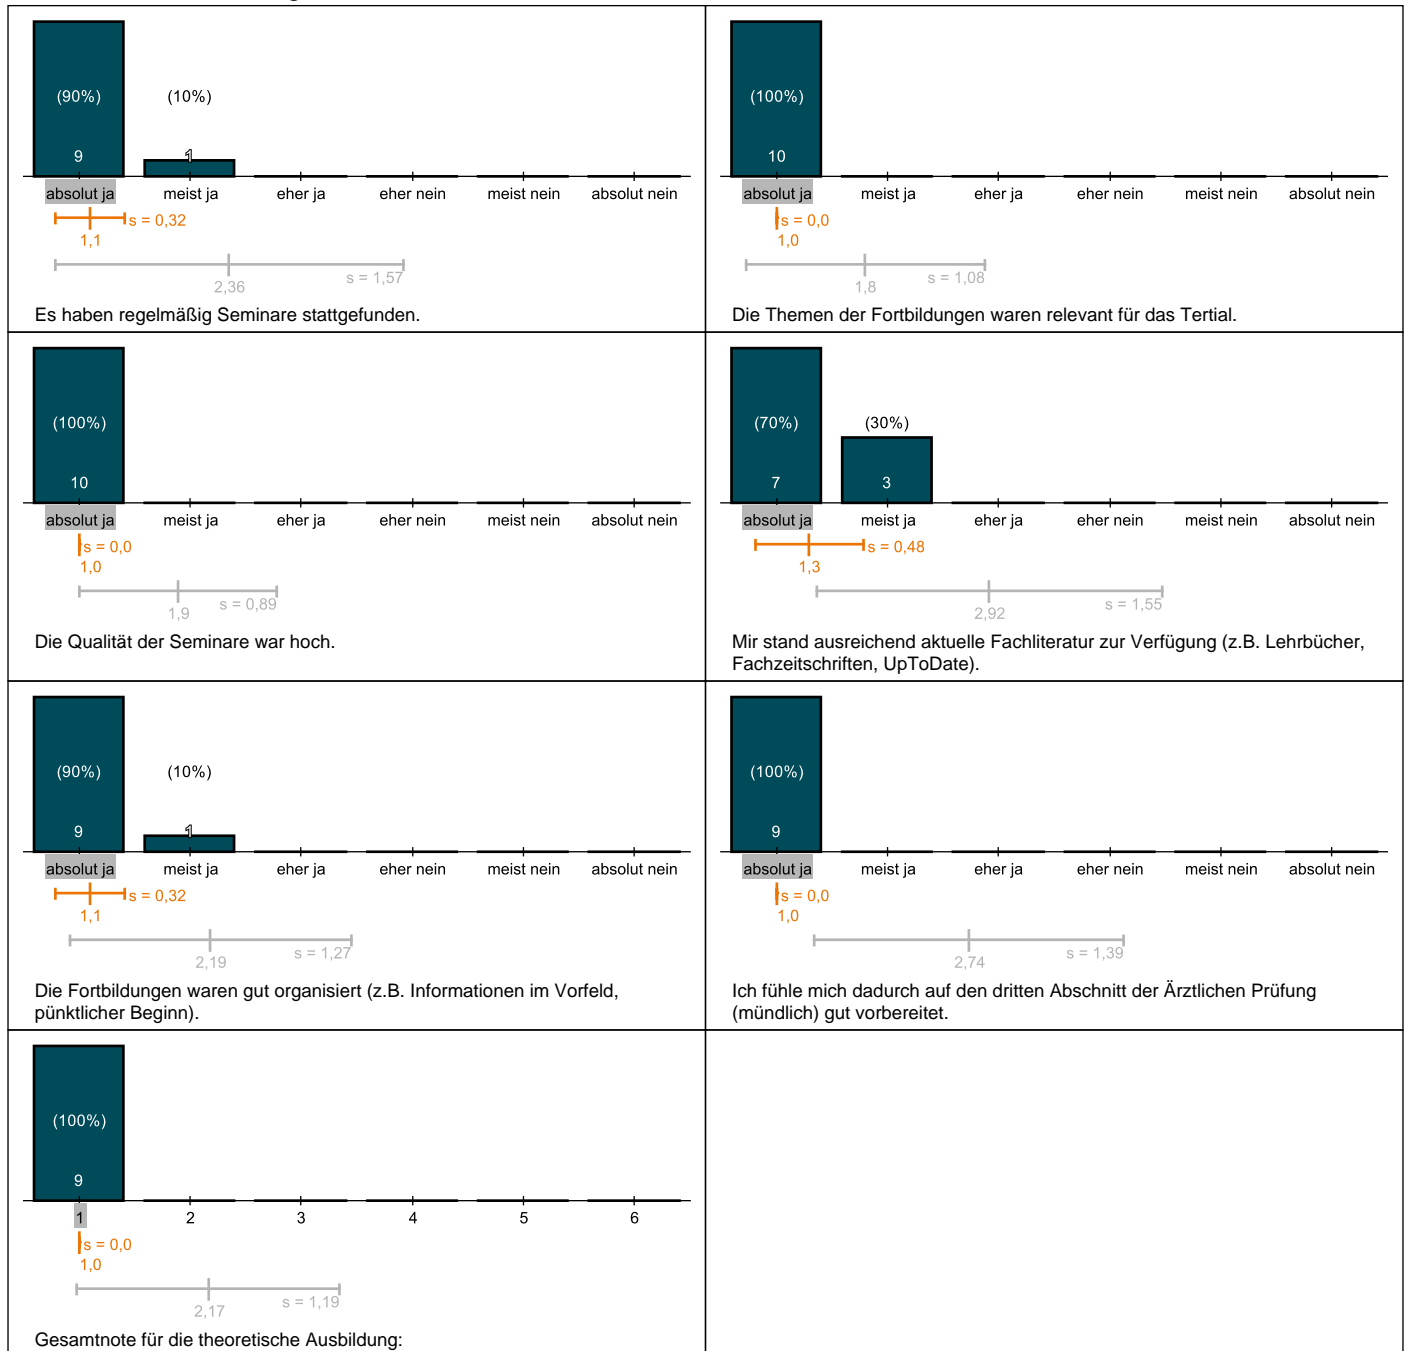 (90%) (10%)
9 1
absolut ja meist ja eher ja eher nein meist nein absolut nein
s = 0,32
1,1
s = 1,57
2,36
Es haben regelmäßig Seminare stattgefunden.
(100%)
10
absolut ja meist ja eher ja eher nein meist nein absolut nein
s = 0,0
1,0
s = 1,08
1,8
Die Themen der Fortbildungen waren relevant für das Tertial.
(100%)
10
absolut ja meist ja eher ja eher nein meist nein absolut nein
s = 0,0
1,0
s = 0,89
1,9
Die Qualität der Seminare war hoch.
(70%) (30%)
7 3
absolut ja meist ja eher ja eher nein meist nein absolut nein
s = 0,48
1,3
s = 1,55
2,92
Mir stand ausreichend aktuelle Fachliteratur zur Verfügung (z.B. Lehrbücher,
Fachzeitschriften, UpToDate).
(90%) (10%)
9 1
absolut ja meist ja eher ja eher nein meist nein absolut nein
s = 0,32
1,1
s = 1,27
2,19
Die Fortbildungen waren gut organisiert (z.B. Informationen im Vorfeld,
pünktlicher Beginn).
(100%)
9
absolut ja meist ja eher ja eher nein meist nein absolut nein
s = 0,0
1,0
s = 1,39
2,74
Ich fühle mich dadurch auf den dritten Abschnitt der Ärztlichen Prüfung
(mündlich) gut vorbereitet.
(100%)
9
1 2 3 4 5 6
s = 0,0
1,0
s = 1,19
2,17
Gesamtnote für die theoretische Ausbildung: